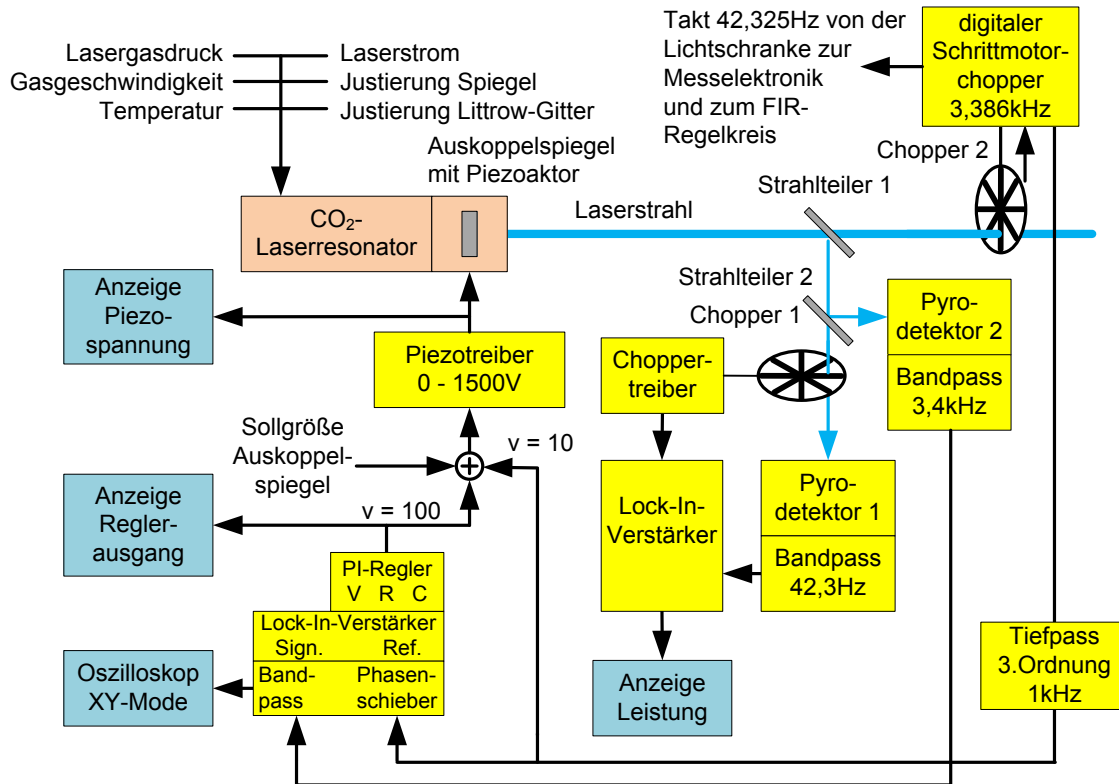 Lasergasdruck
Gasgeschwindigkeit
Temperatur
Laserstrom
Justierung Spiegel
Justierung Littrow-Gitter
Takt 42,325Hz von der
Lichtschranke zur
Messelektronik
und zum FIR-
Regelkreis
digitaler
Schrittmotor-
chopper
3,386kHz
Chopper 2
Auskoppelspiegel
mit Piezoaktor
Strahlteiler 1
CO₂-
Laserresonator
Laserstrahl
Anzeige
Piezo-
spannung
Strahlteiler 2
Chopper 1
Pyro-
detektor 2
Bandpass
3,4kHz
Piezotreiber
0 - 1500V
Chopper-
treiber
Sollgröße
Auskoppel-
spiegel
v = 10
Anzeige
Regler-
ausgang
v = 100
Lock-In-
Verstärker
Pyro-
detektor 1
Bandpass
42,3Hz
PI-Regler
V R C
Lock-In-Verstärker
Sign. Ref.
Band-
pass
Phasen-
schieber
Oszilloskop
XY-Mode
Anzeige
Leistung
Tiefpass
3.Ordnung
1kHz